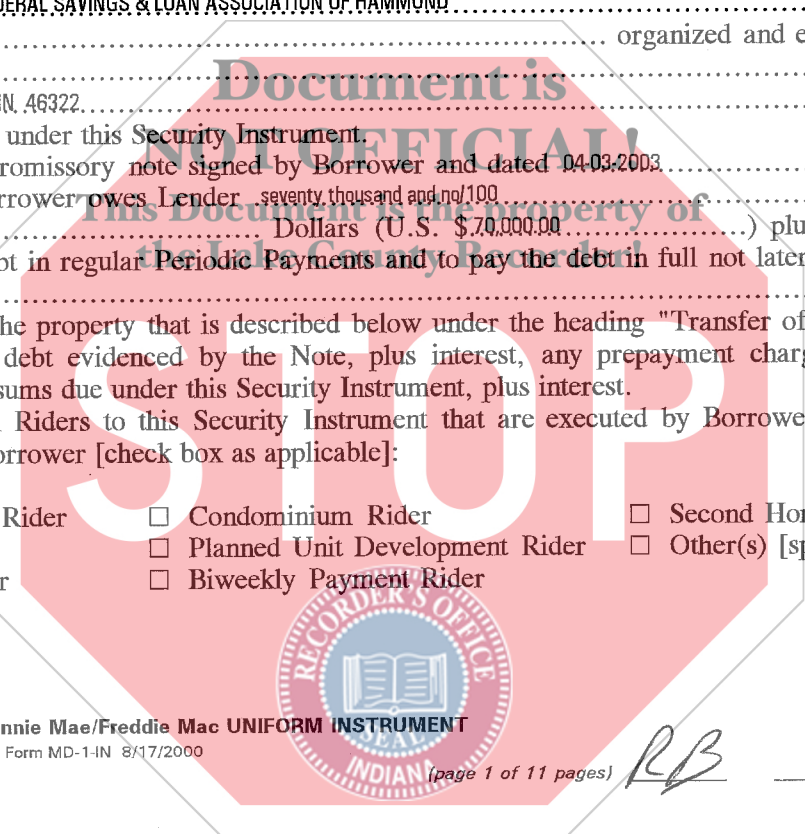 DERAL SAVINGS & LOAN ASSOCIATION OF HAMMOND
organized and e
Document is
IN 46322
under this Security Instrument.
NOT OFFICIAL!
romissory note signed by Borrower and dated 04-03-2003
rrower owes Lender seventy thousand and no/100
This Document is the property of
Dollars (U.S. $ 70,000.00 ) plu
the Lake County Recorder!
bt in regular Periodic Payments and to pay the debt in full not later
he property that is described below under the heading "Transfer of
debt evidenced by the Note, plus interest, any prepayment charg
sums due under this Security Instrument, plus interest.
STOP
Riders to this Security Instrument that are executed by Borrowe
orrower [check box as applicable]:
Rider ☐ Condominium Rider ☐ Second Hom
☐ Planned Unit Development Rider ☐ Other(s) [sp
r ☐ Biweekly Payment Rider
RECORDER'S OFFICE
SEAL
INDIANA
nnie Mae/Freddie Mac UNIFORM INSTRUMENT
Form MD-1-IN 8/17/2000
(page 1 of 11 pages) RB